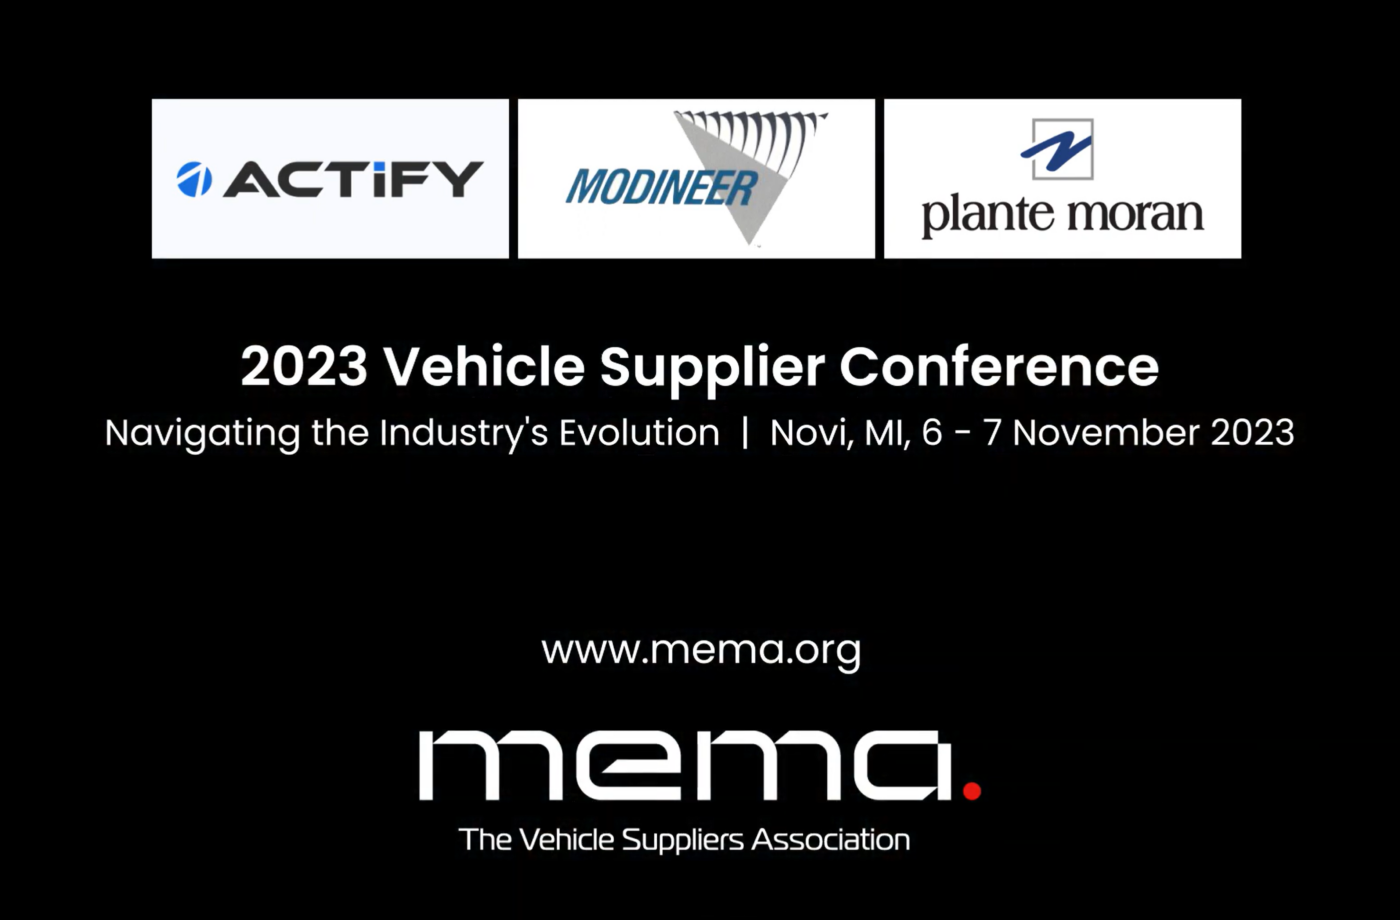 ACTiFY
MODINEER
plante moran
2023 Vehicle Supplier Conference
Navigating the Industry's Evolution | Novi, MI, 6 - 7 November 2023
www.mema.org
mema.
The Vehicle Suppliers Association